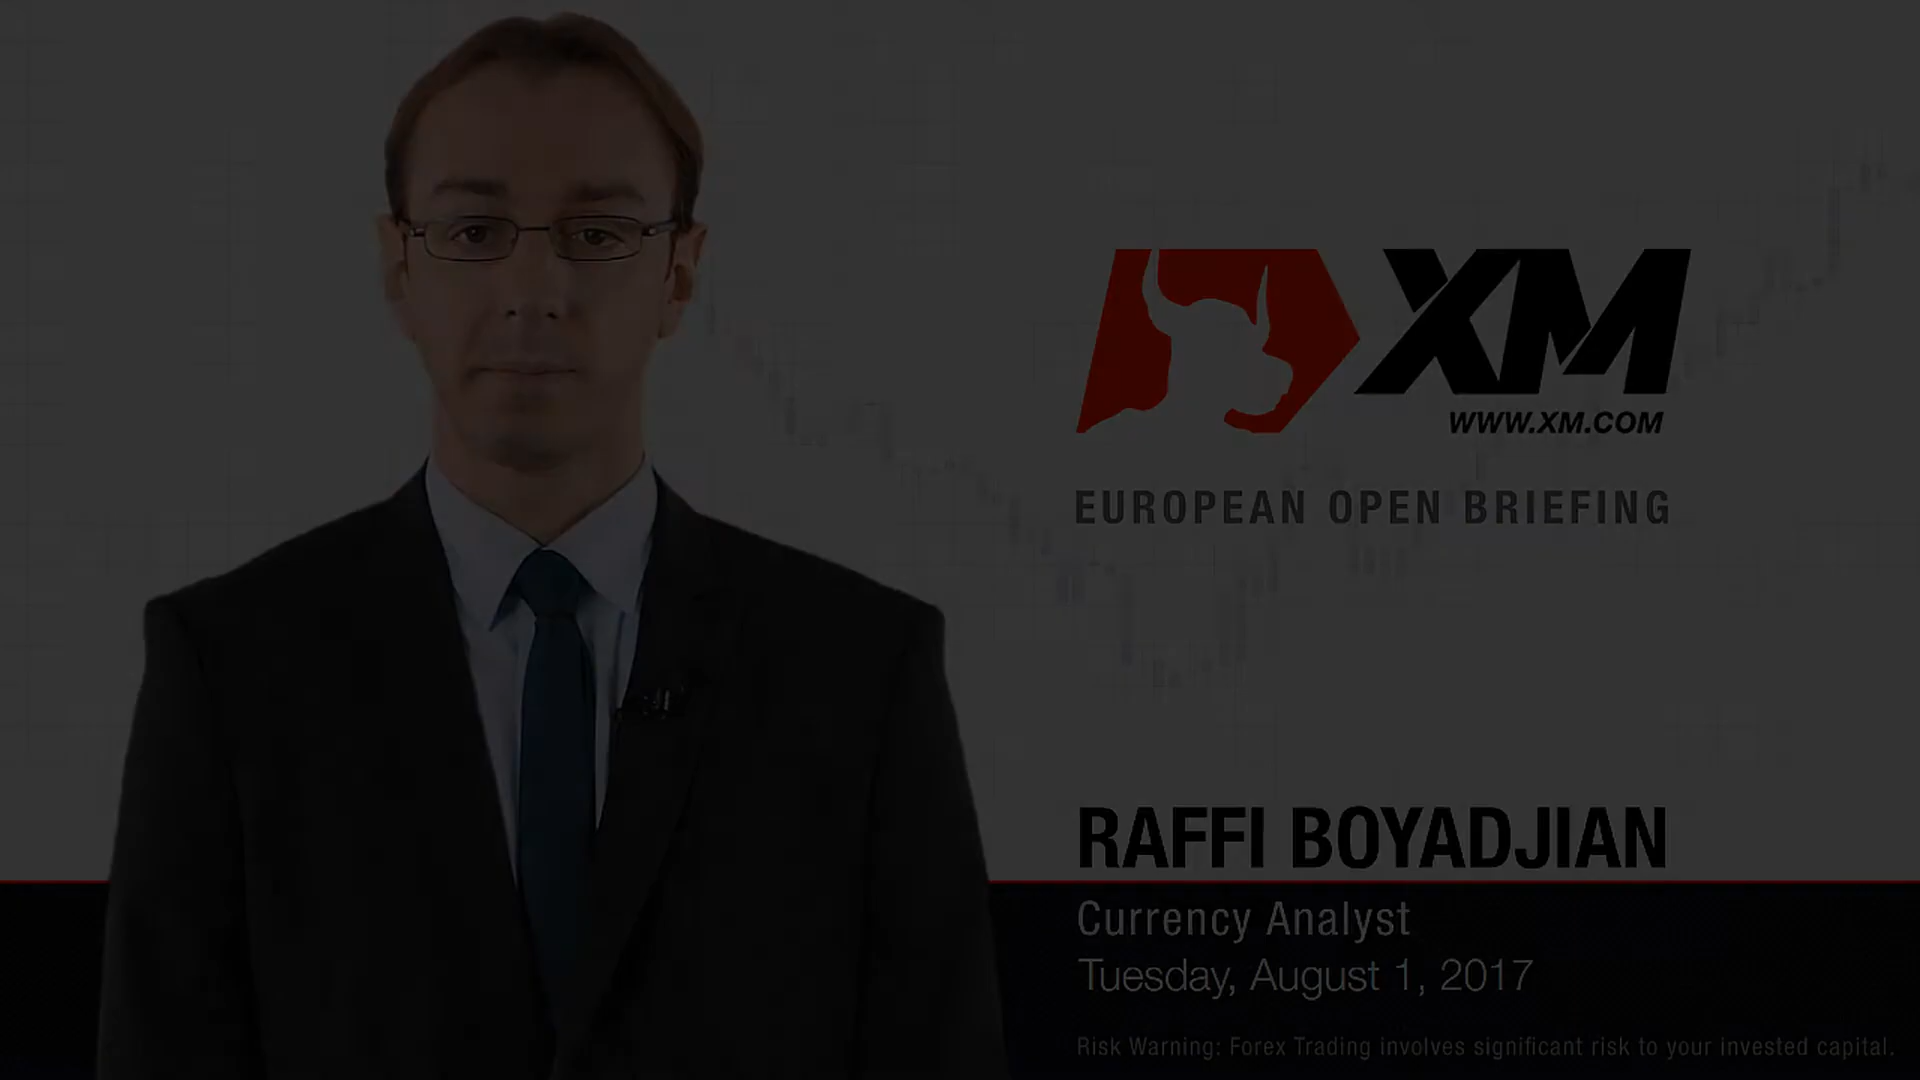 XM
WWW.XM.COM
EUROPEAN OPEN BRIEFING
RAFFI BOYADJIAN
Currency Analyst
Tuesday, August 1, 2017
Risk Warning: Forex Trading involves significant risk to your invested capital.